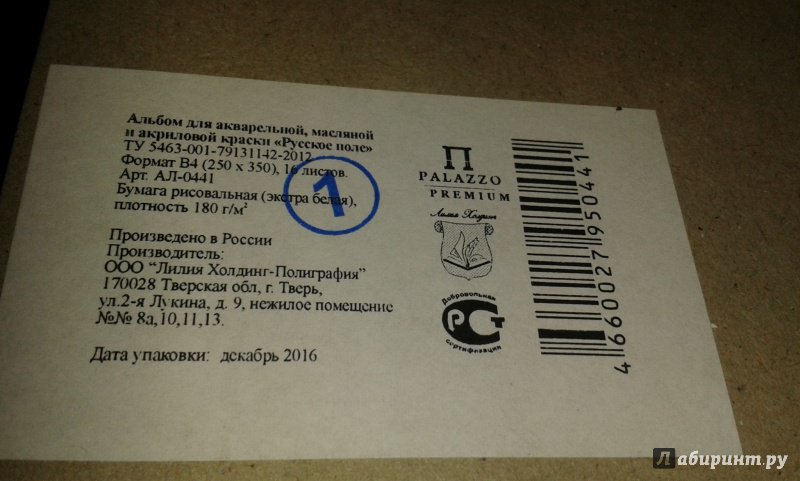 Альбом для акварельной, масляной
и акриловой краски «Русское поле»
ТУ 5463-001-79131142-2012
Формат В4 (250 х 350), 16 листов.
Арт. АЛ-0441
Бумага рисовальная (экстра белая),
плотность 180 г/м²
1
Произведено в России
Производитель:
ООО “Лилия Холдинг-Полиграфия”
170028 Тверская обл, г. Тверь,
ул.2-я Лукина, д. 9, нежилое помещение
№№ 8а,10,11,13.
Дата упаковки: декабрь 2016
П
PALAZZO
PREMIUM
Лилия Холдинг
Добровольная
РСТ
сертификация
4 660027 950441
Лабиринт.ру